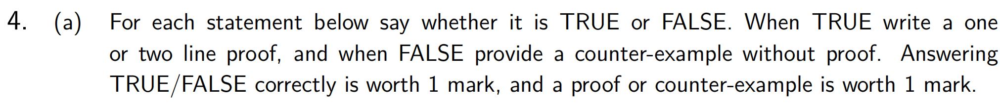 4. (a) For each statement below say whether it is TRUE or FALSE. When TRUE write a one
or two line proof, and when FALSE provide a counter-example without proof. Answering
TRUE/FALSE correctly is worth 1 mark, and a proof or counter-example is worth 1 mark.